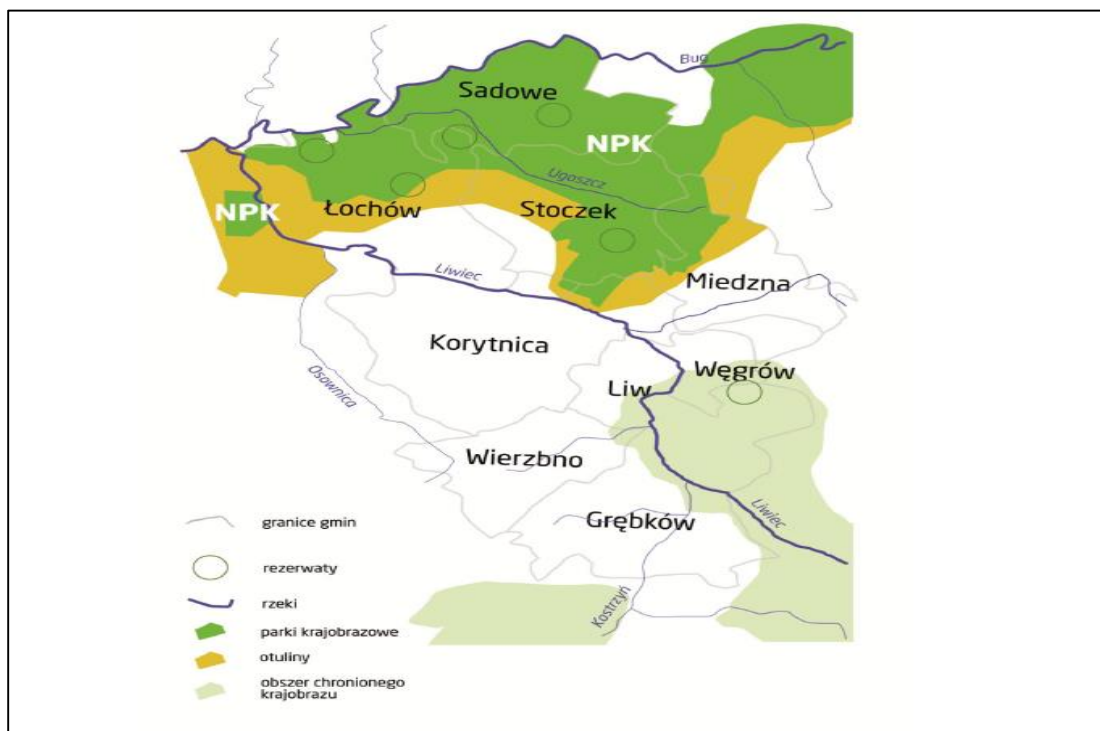 Bug
Sadowe
NPK
Ugoszcz
NPK
Łochów
Stoczek
Liwiec
Miedzna
Korytnica
Węgrów
Liw
Osownica
Wierzbno
Liwiec
Grębków
Kostrzyń
granice gmin
rezerwaty
rzeki
parki krajobrazowe
otuliny
obszer chronionego
krajobrazu